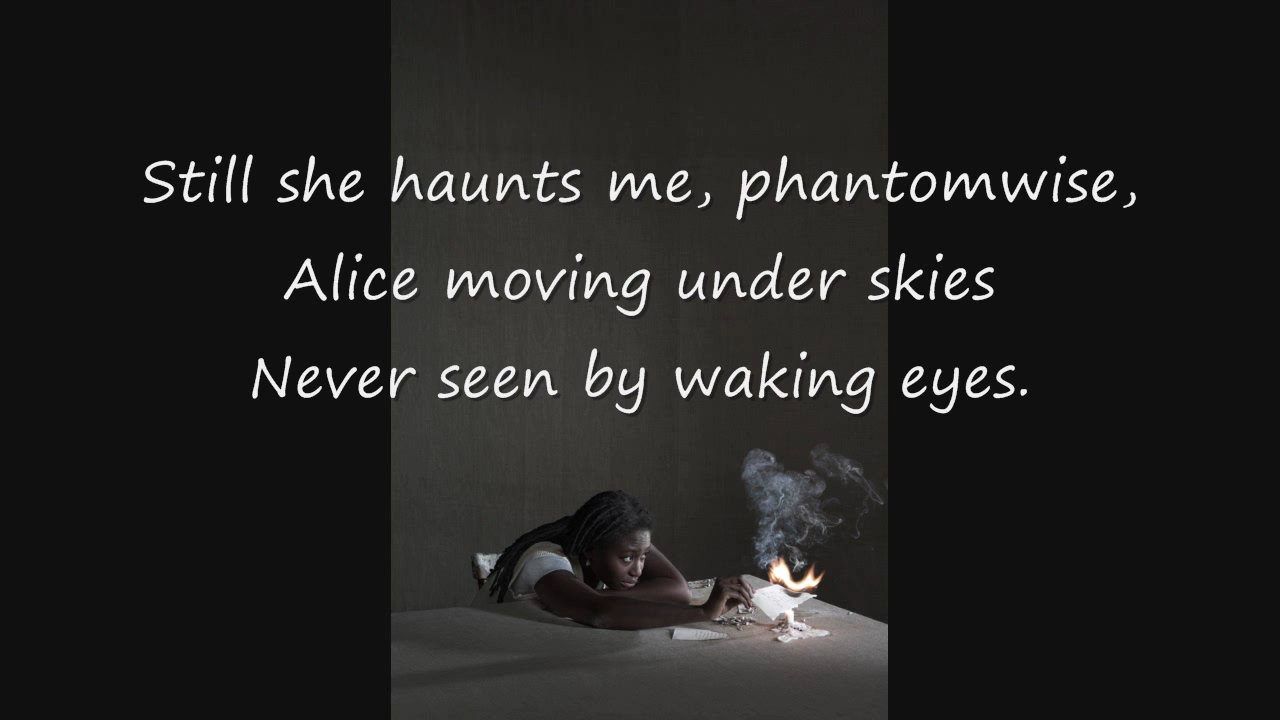 Still she haunts me, phantomwise,
Alice moving under skies
Never seen by waking eyes.